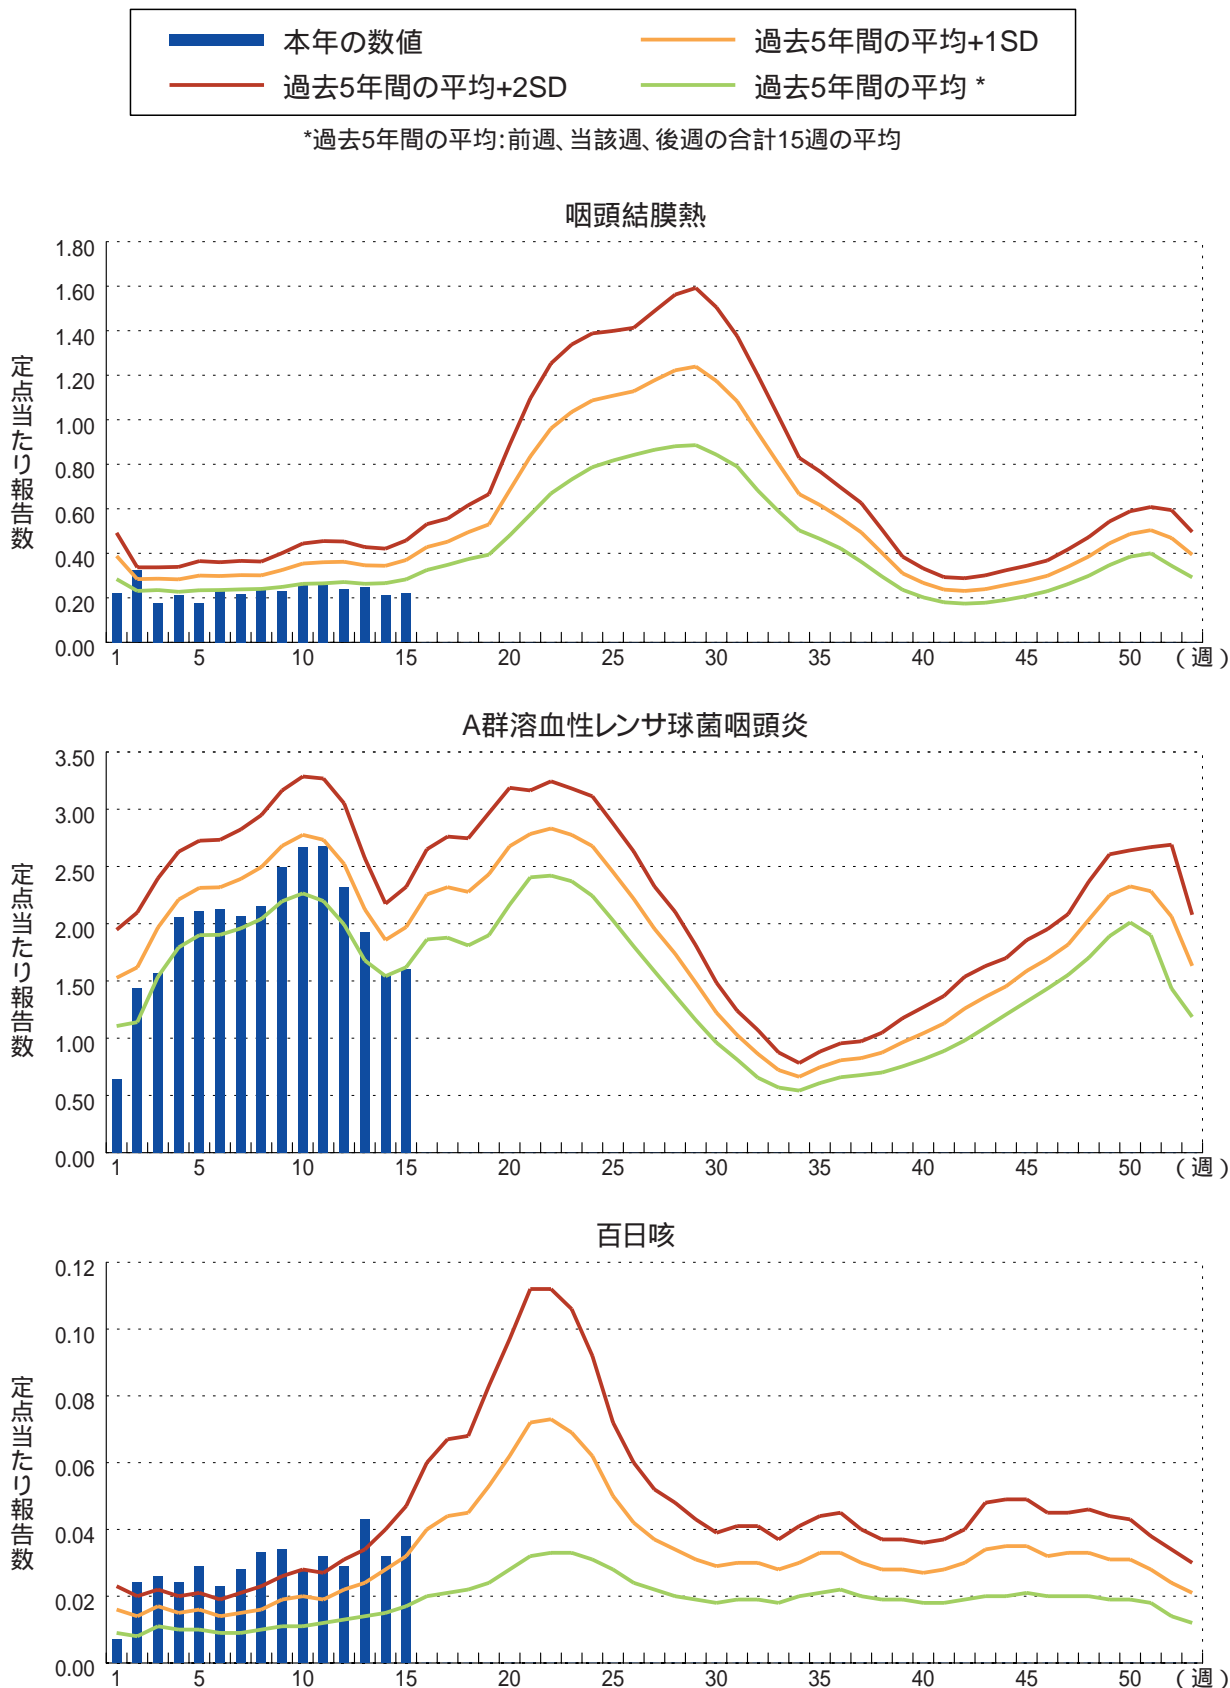 本年の数値
過去5年間の平均+1SD
過去5年間の平均+2SD
過去5年間の平均 *
*過去5年間の平均:前週、当該週、後週の合計15週の平均
咽頭結膜熱
定点当たり報告数
1.80
1.60
1.40
1.20
1.00
0.80
0.60
0.40
0.20
0.00
1 5 10 15 20 25 30 35 40 45 50 (週)
A群溶血性レンサ球菌咽頭炎
定点当たり報告数
3.50
3.00
2.50
2.00
1.50
1.00
0.50
0.00
1 5 10 15 20 25 30 35 40 45 50 (週)
百日咳
定点当たり報告数
0.12
0.10
0.08
0.06
0.04
0.02
0.00
1 5 10 15 20 25 30 35 40 45 50 (週)